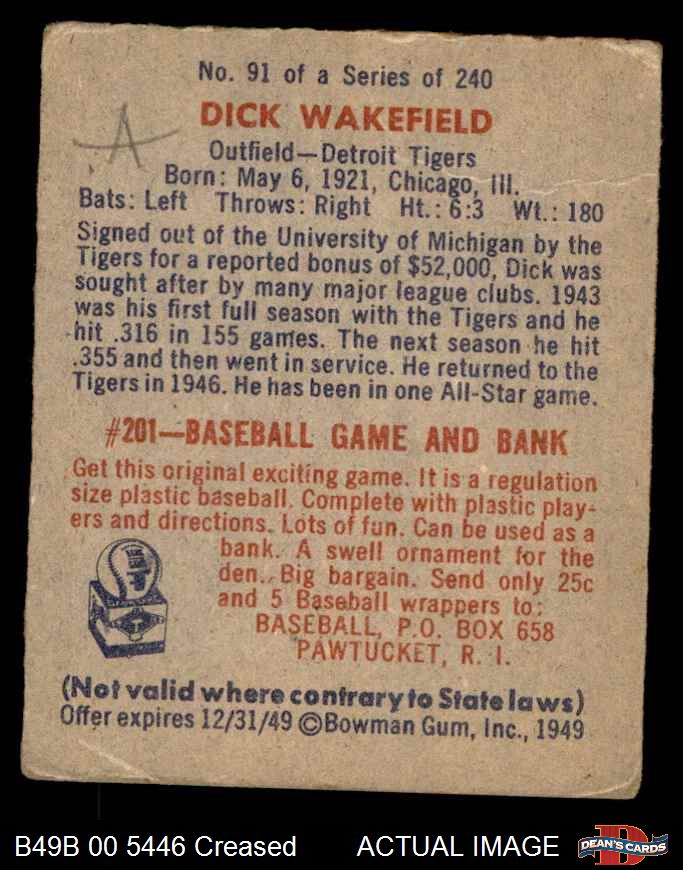 No. 91 of a Series of 240
DICK WAKEFIELD
A
Outfield—Detroit Tigers
Born: May 6, 1921, Chicago, Ill.
Bats: Left Throws: Right Ht.: 6:3 Wt.: 180
Signed out of the University of Michigan by the
Tigers for a reported bonus of $52,000, Dick was
sought after by many major league clubs. 1943
was his first full season with the Tigers and he
hit .316 in 155 games. The next season he hit
.355 and then went in service. He returned to the
Tigers in 1946. He has been in one All-Star game.
#201—BASEBALL GAME AND BANK
Get this original exciting game. It is a regulation
size plastic baseball. Complete with plastic play-
ers and directions. Lots of fun. Can be used as a
bank. A swell ornament for the
den. Big bargain. Send only 25c
and 5 Baseball wrappers to:
BASEBALL, P.O. BOX 658
PAWTUCKET, R. I.
(Not valid where contrary to State laws)
Offer expires 12/31/49 ©Bowman Gum, Inc., 1949
B49B 00 5446 Creased ACTUAL IMAGE
D
DEAN'S CARDS